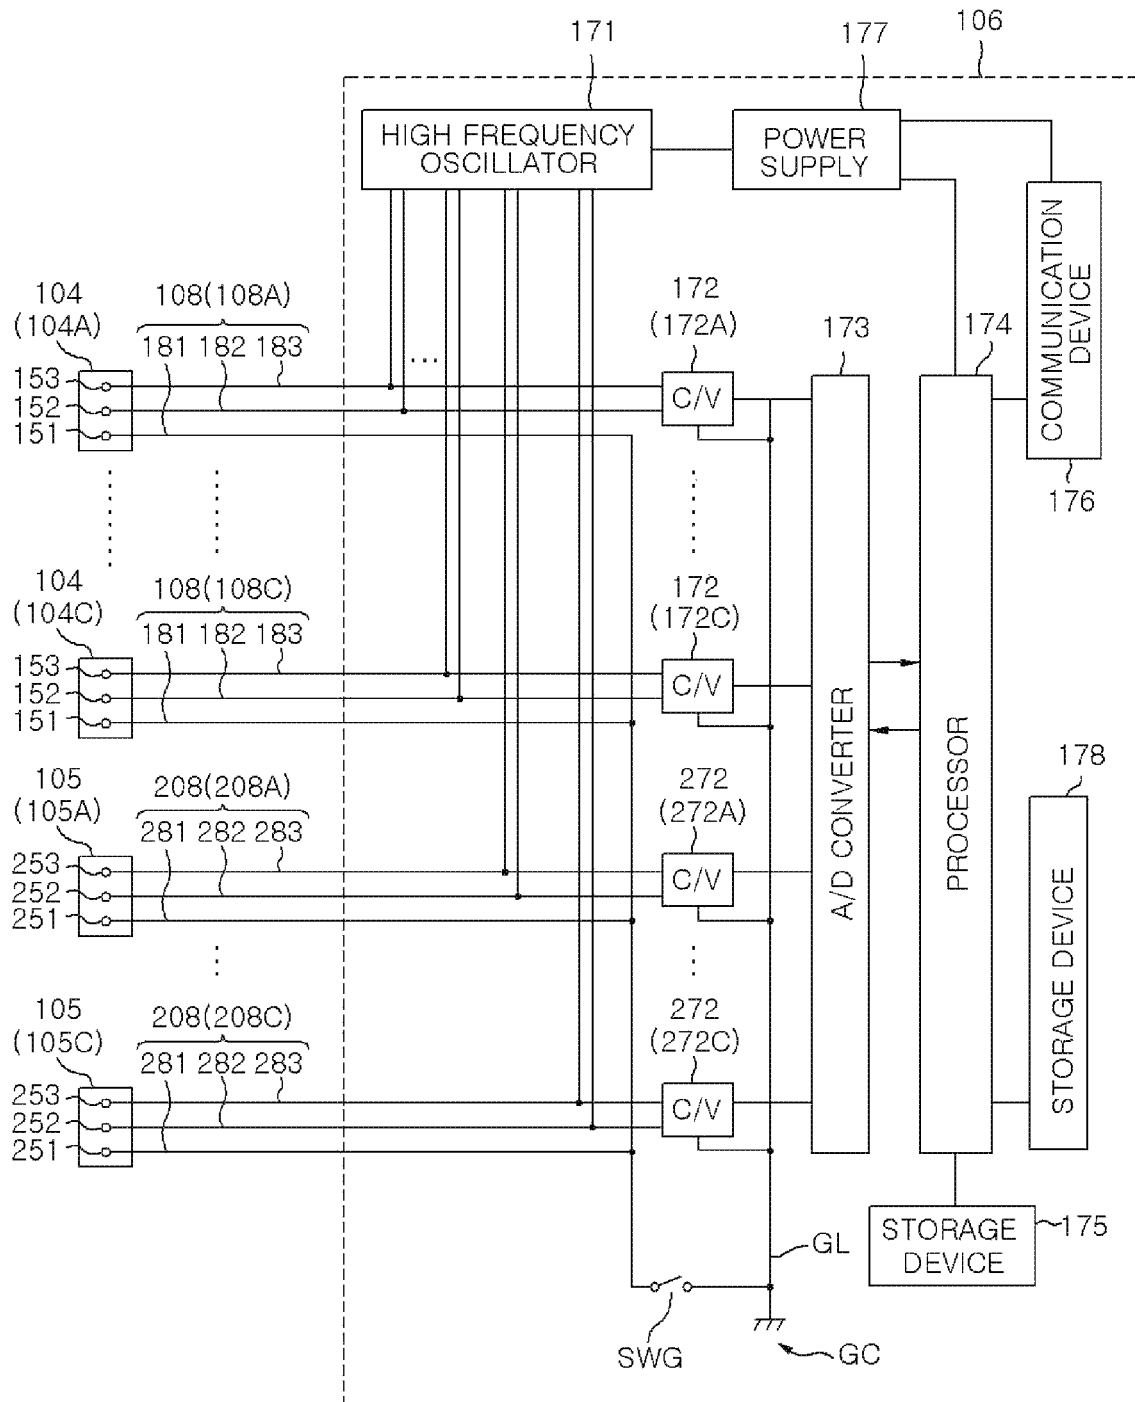 171
177
106
HIGH FREQUENCY
OSCILLATOR
POWER
SUPPLY
COMMUNICATION
DEVICE
104
(104A)
108(108A)
181 182 183
...
172
(172A)
173
174
153
152
151
C/V
176
104
(104C)
108(108C)
181 182 183
172
(172C)
153
152
151
C/V
A/D CONVERTER
PROCESSOR
178
105
(105A)
208(208A)
281 282 283
272
(272A)
253
252
251
C/V
STORAGE DEVICE
105
(105C)
208(208C)
281 282 283
272
(272C)
253
252
251
C/V
STORAGE
DEVICE
175
GL
SWG
GC